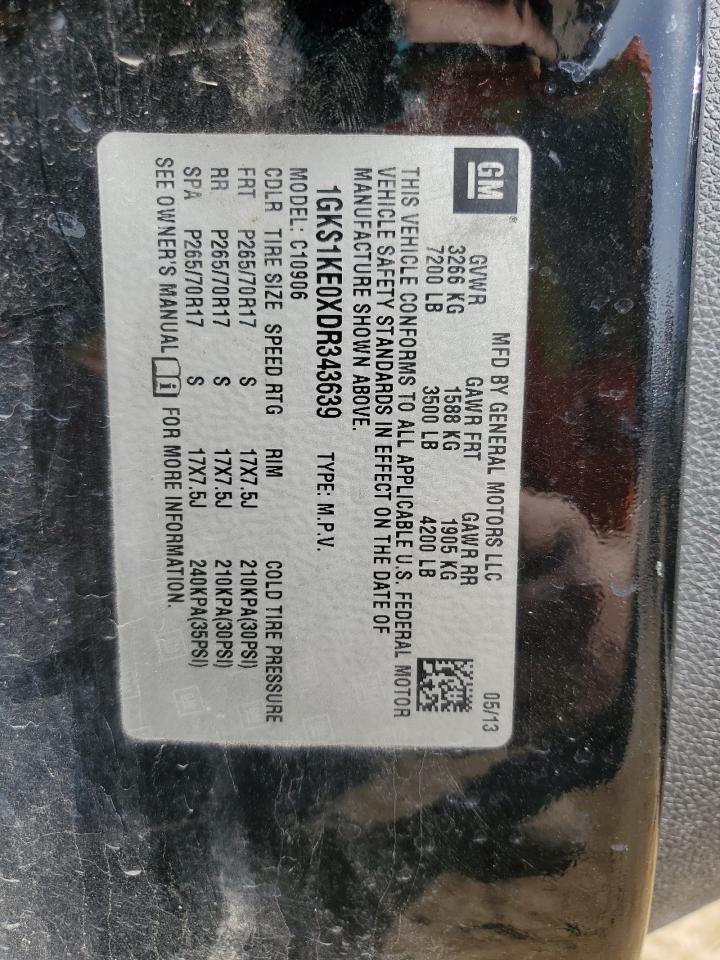 GM ®
MFD BY GENERAL MOTORS LLC 05/13
GVWR GAWR FRT GAWR RR
3266 KG 1588 KG 1905 KG
7200 LB 3500 LB 4200 LB
THIS VEHICLE CONFORMS TO ALL APPLICABLE U.S. FEDERAL MOTOR
VEHICLE SAFETY STANDARDS IN EFFECT ON THE DATE OF
MANUFACTURE SHOWN ABOVE.
1GKS1KE0XDR343639 TYPE: M.P.V.
MODEL: C10906
CDLR TIRE SIZE SPEED RTG RIM COLD TIRE PRESSURE
FRT P265/70R17 S 17X7.5J 210KPA(30PSI)
RR P265/70R17 S 17X7.5J 210KPA(30PSI)
SPA P265/70R17 S 17X7.5J 240KPA(35PSI)
SEE OWNER'S MANUAL FOR MORE INFORMATION.